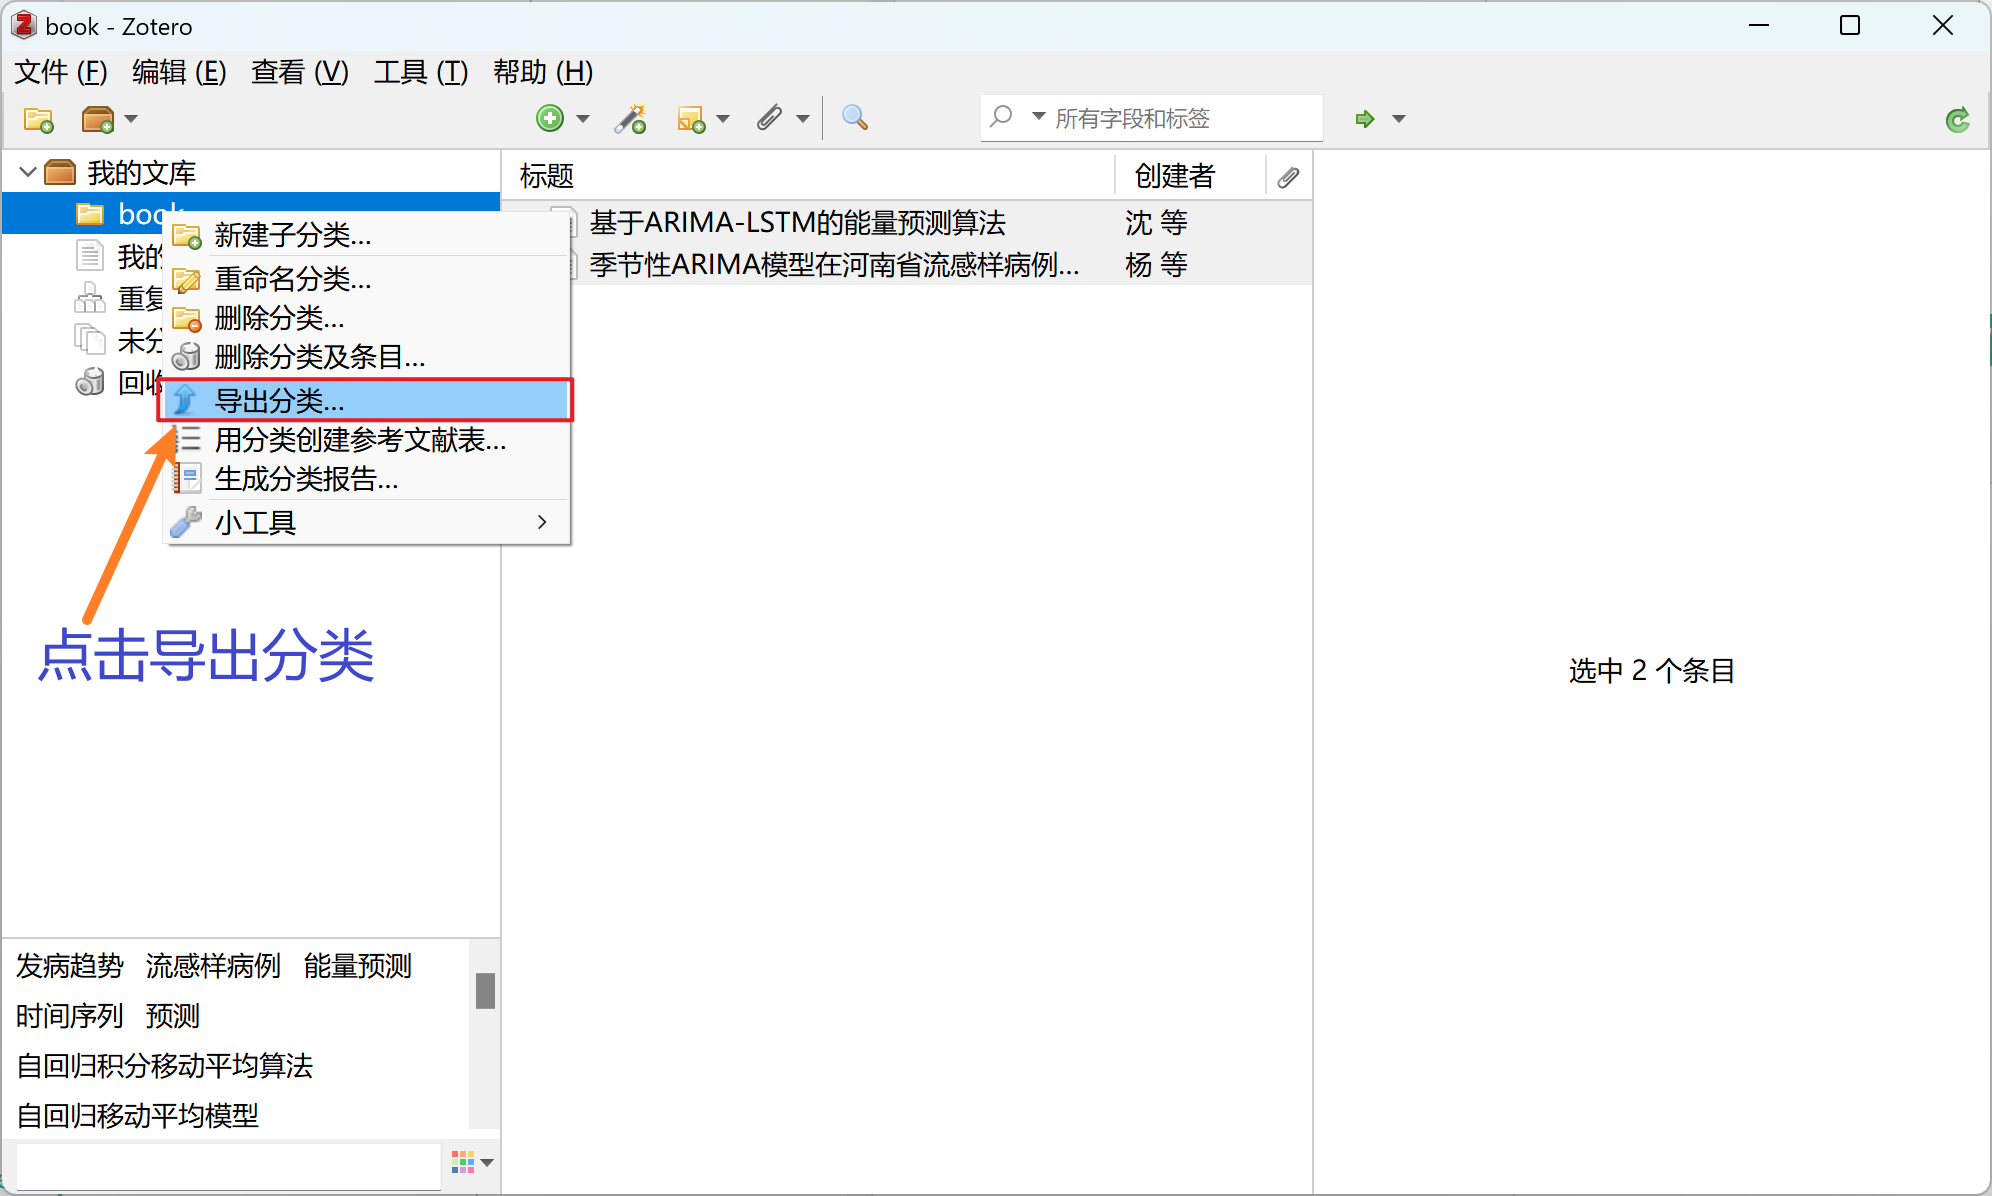 book - Zotero
文件 (F) 编辑 (E) 查看 (V) 工具 (T) 帮助 (H)
所有字段和标签
我的文库
book
我的
重复
未分
回收
新建子分类...
重命名分类...
删除分类...
删除分类及条目...
导出分类...
用分类创建参考文献表...
生成分类报告...
小工具
点击导出分类
标题 创建者
基于ARIMA-LSTM的能量预测算法 沈 等
季节性ARIMA模型在河南省流感样病例... 杨 等
选中 2 个条目
发病趋势 流感样病例 能量预测
时间序列 预测
自回归积分移动平均算法
自回归移动平均模型